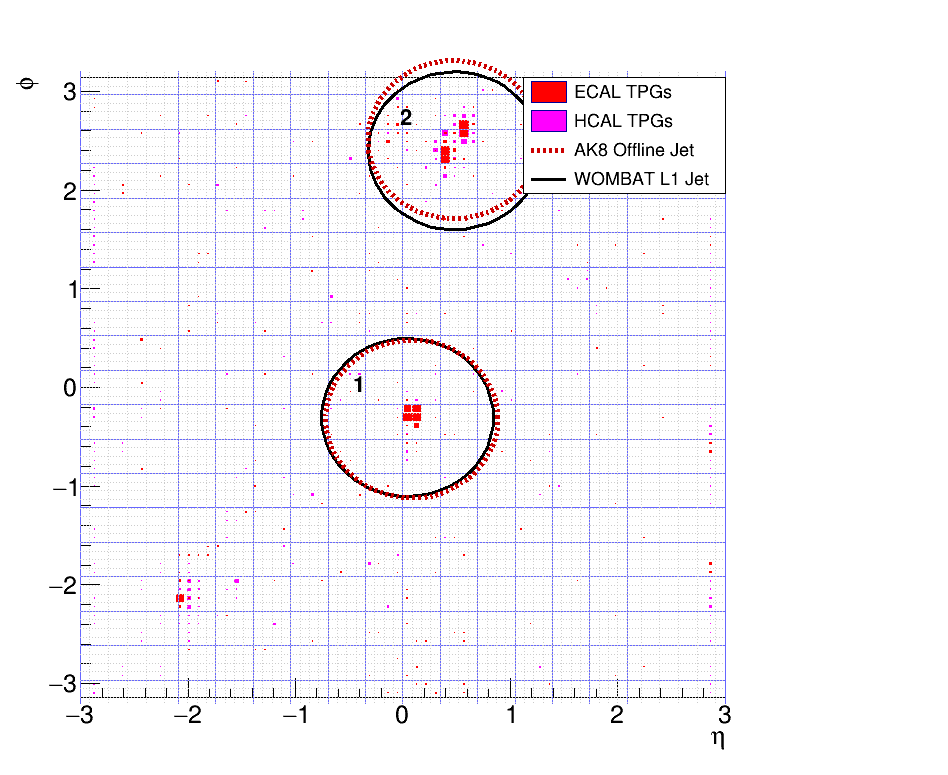 ϕ
3
2
1
0
−1
−2
−3
2
1
ECAL TPGs
HCAL TPGs
AK8 Offline Jet
WOMBAT L1 Jet
−3 −2 −1 0 1 2 3
η